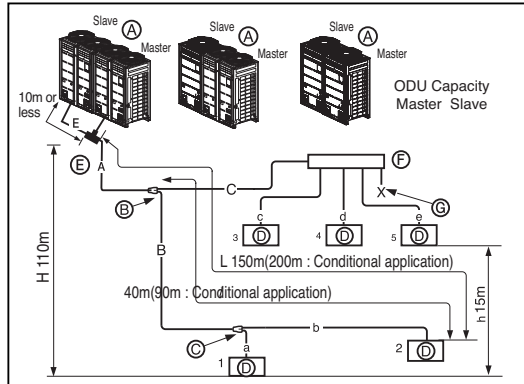 Slave Ⓐ Master
Slave Ⓐ Master
Slave Ⓐ Master
10m or less
ODU Capacity
Master Slave
E
Ⓔ
A
Ⓕ
C
X
Ⓖ
Ⓑ
c
d
e
3 Ⓓ
4 Ⓓ
5 Ⓓ
H 110m
B
L 150m(200m : Conditional application)
40m(90m : Conditional application)
h 15m
b
Ⓒ
a
2 Ⓓ
1 Ⓓ